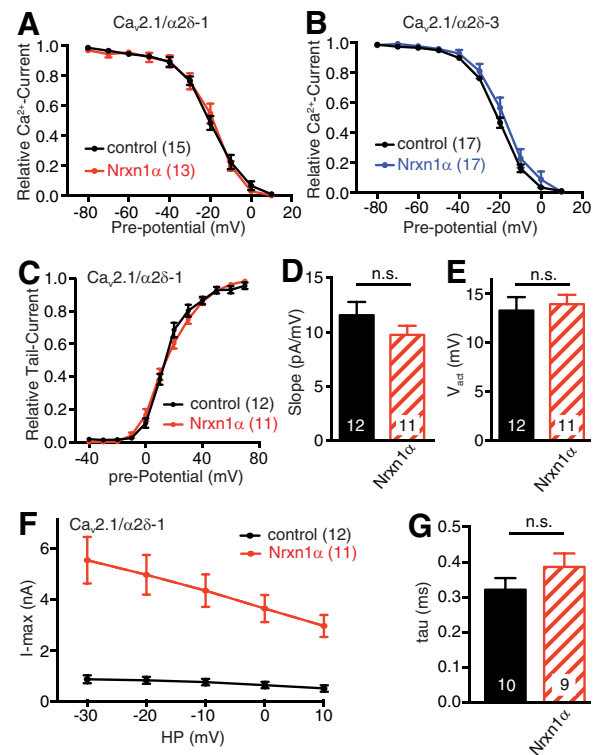 A
Caᵥ2.1/α2δ-1
Relative Ca²⁺-Current
1.0
0.8
0.6
0.4
0.2
0.0
control (15)
Nrxn1α (13)
-80 -60 -40 -20 0 20
Pre-potential (mV)
B
Caᵥ2.1/α2δ-3
Relative Ca²⁺-Current
1.0
0.8
0.6
0.4
0.2
0.0
control (17)
Nrxn1α (17)
-80 -60 -40 -20 0 20
Pre-potential (mV)
C
Caᵥ2.1/α2δ-1
Relative Tail-Current
1.0
0.8
0.6
0.4
0.2
0.0
control (12)
Nrxn1α (11)
-40 0 40 80
pre-Potential (mV)
D
n.s.
Slope (pA/mV)
15
10
5
0
12 11
Nrxn1α
E
n.s.
Vₐcₜ (mV)
15
10
5
0
12 11
Nrxn1α
F
Caᵥ2.1/α2δ-1
control (12)
Nrxn1α (11)
I-max (nA)
6
4
2
0
-30 -20 -10 0 10
HP (mV)
G
n.s.
tau (ms)
0.5
0.4
0.3
0.2
0.1
0.0
10 9
Nrxn1α